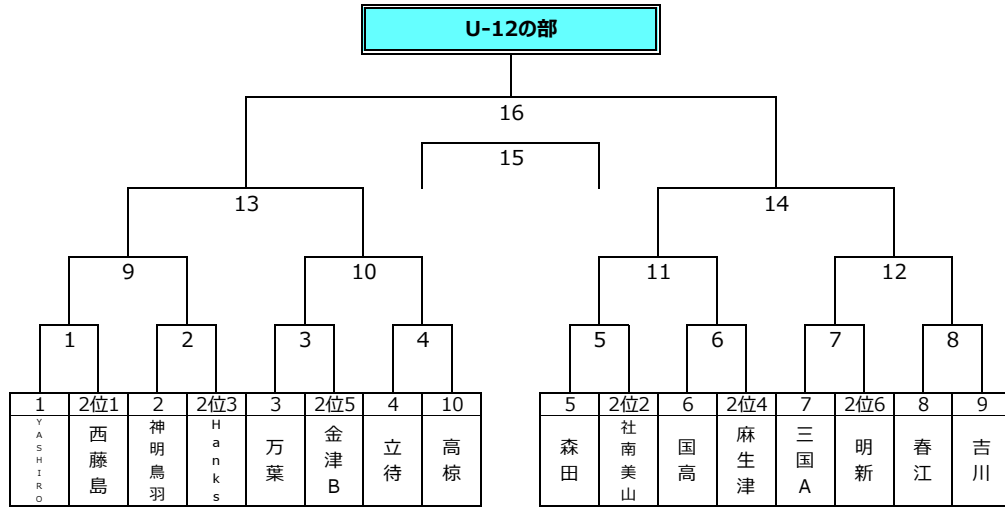 U-12の部
16
15
13
14
9
10
11
12
1
2
3
4
5
6
7
8
1
2位1
2
2位3
3
2位5
4
10
5
2位2
6
2位4
7
2位6
8
9
YASHIRO
西藤島
神明鳥羽
Hanks
万葉
金津B
立待
高椋
森田
社南美山
国高
麻生津
三国A
明新
春江
吉川